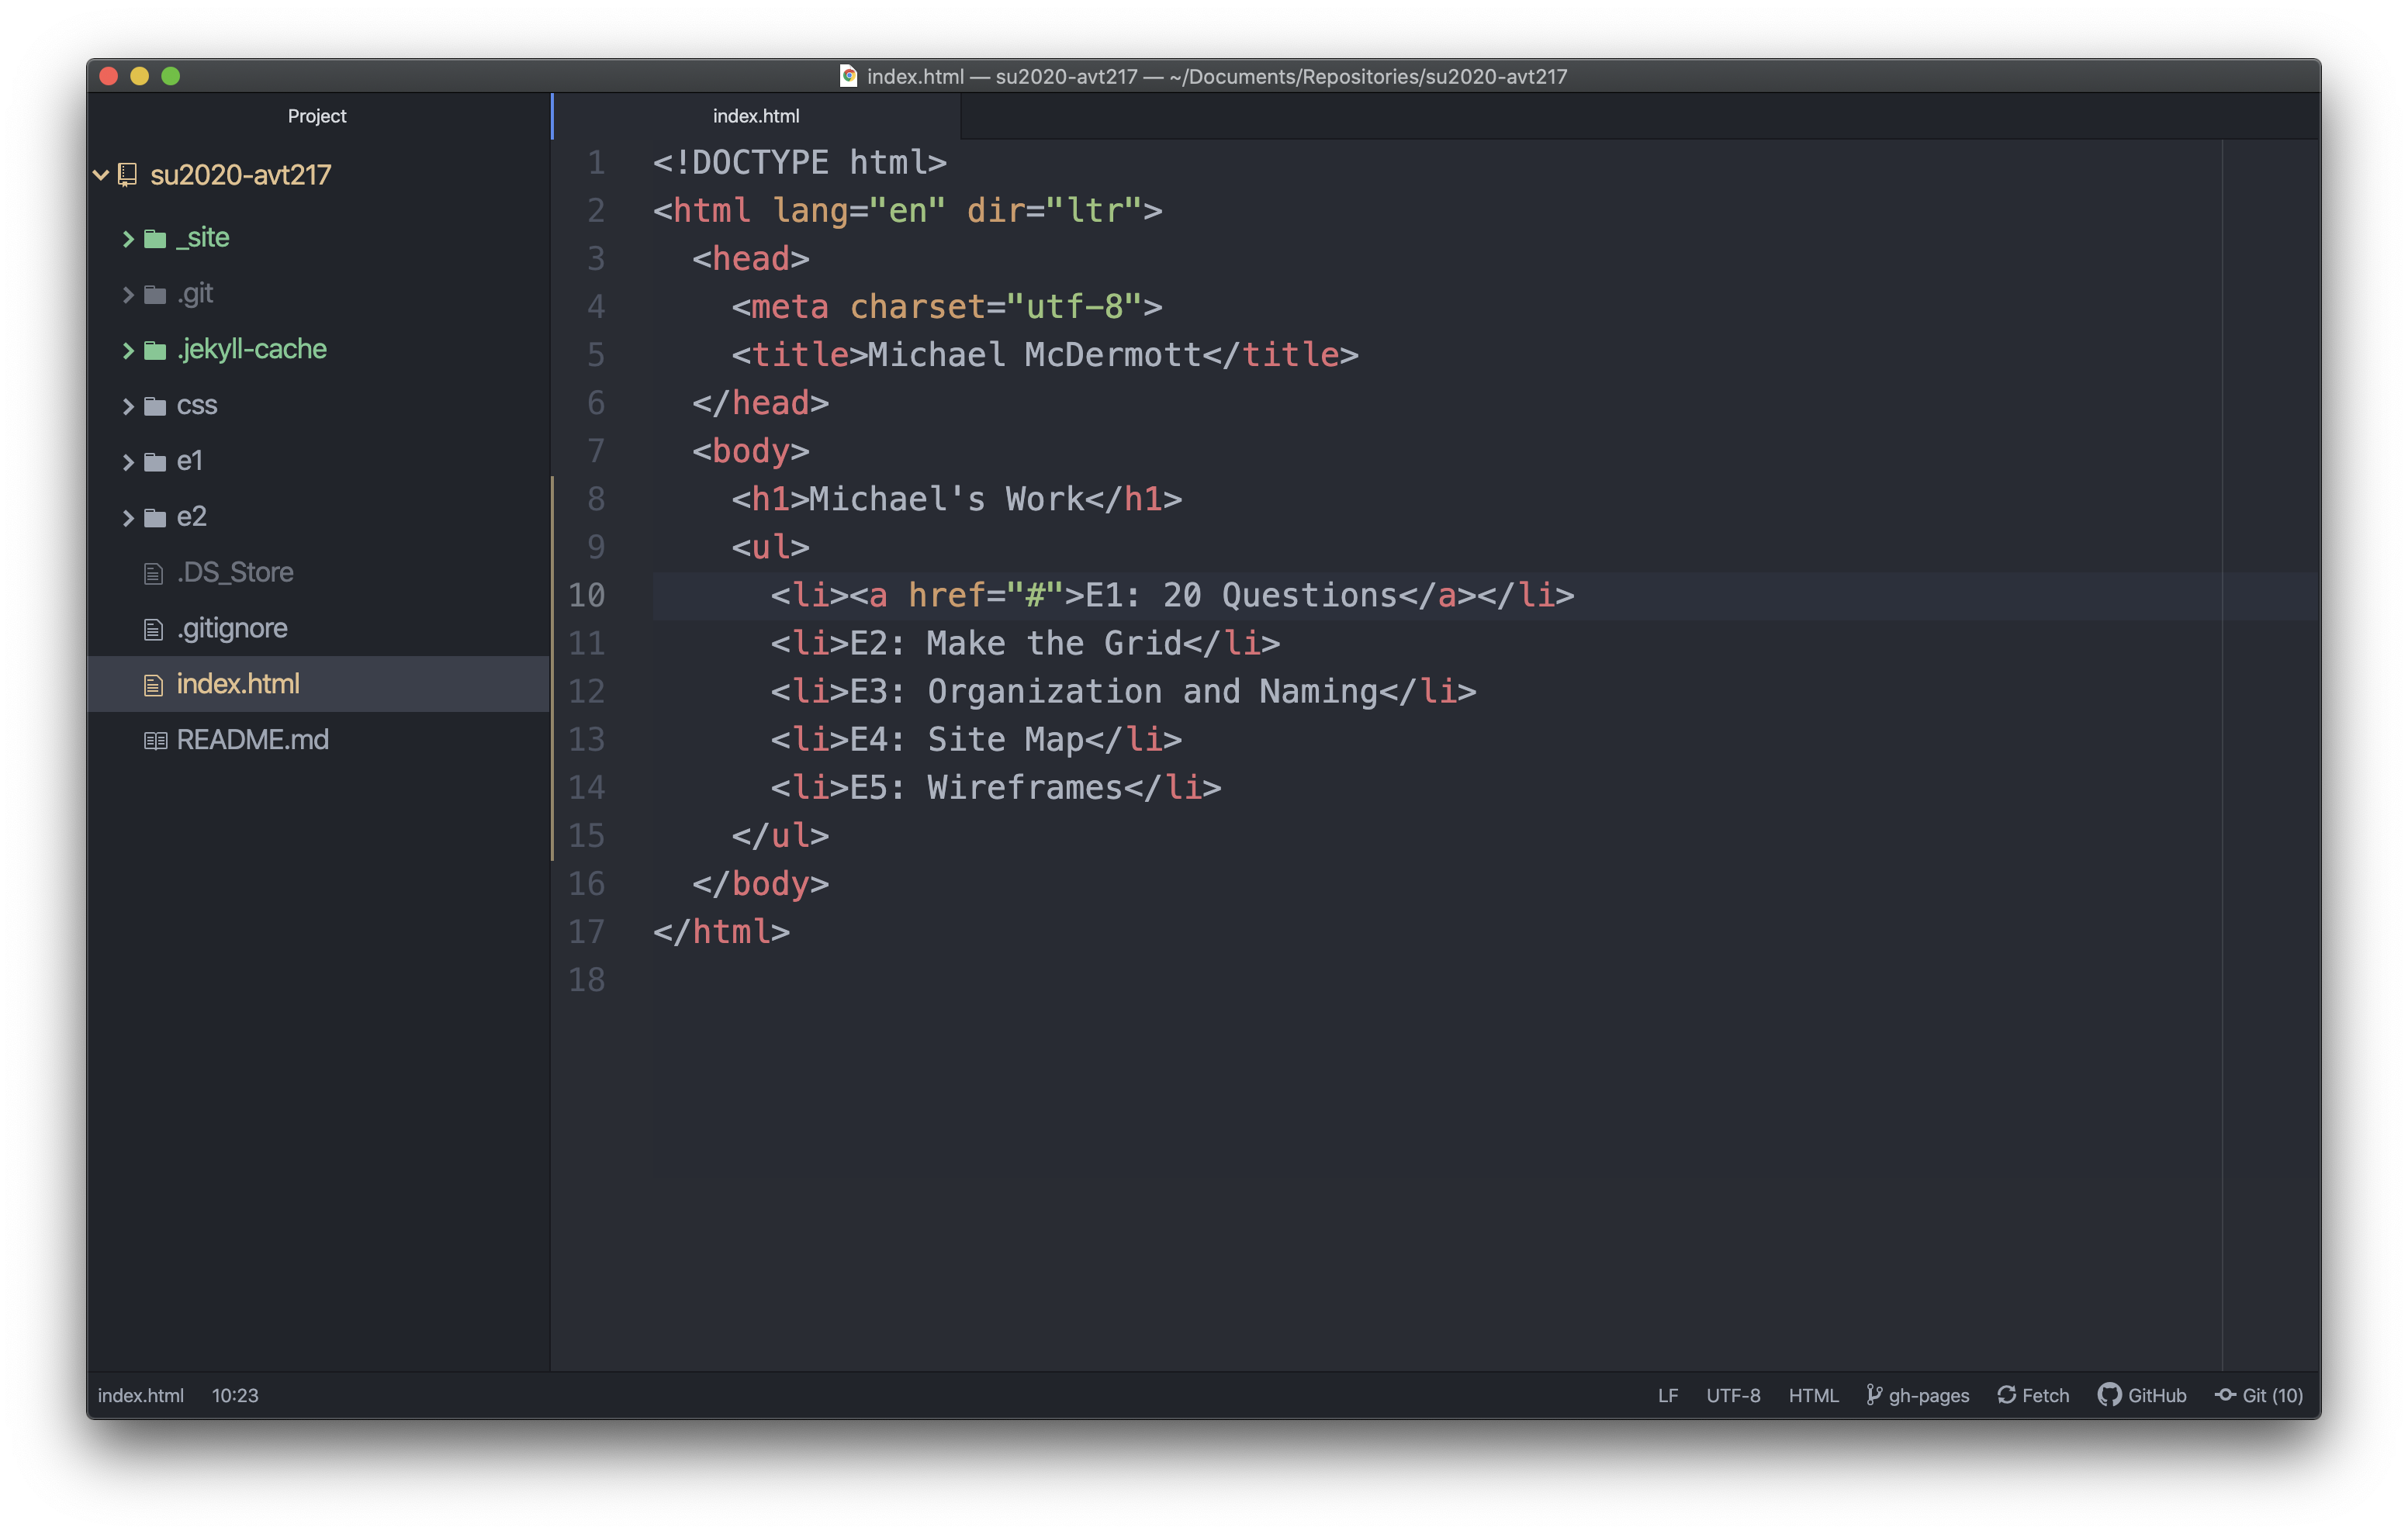 index.html — su2020-avt217 — ~/Documents/Repositories/su2020-avt217
Project
su2020-avt217
_site
.git
.jekyll-cache
css
e1
e2
.DS_Store
.gitignore
index.html
README.md
index.html
1 <!DOCTYPE html>
2 <html lang="en" dir="ltr">
3   <head>
4     <meta charset="utf-8">
5     <title>Michael McDermott</title>
6   </head>
7   <body>
8     <h1>Michael's Work</h1>
9     <ul>
10       <li><a href="#">E1: 20 Questions</a></li>
11       <li>E2: Make the Grid</li>
12       <li>E3: Organization and Naming</li>
13       <li>E4: Site Map</li>
14       <li>E5: Wireframes</li>
15     </ul>
16   </body>
17 </html>
18
index.html 10:23 LF UTF-8 HTML gh-pages Fetch GitHub Git (10)